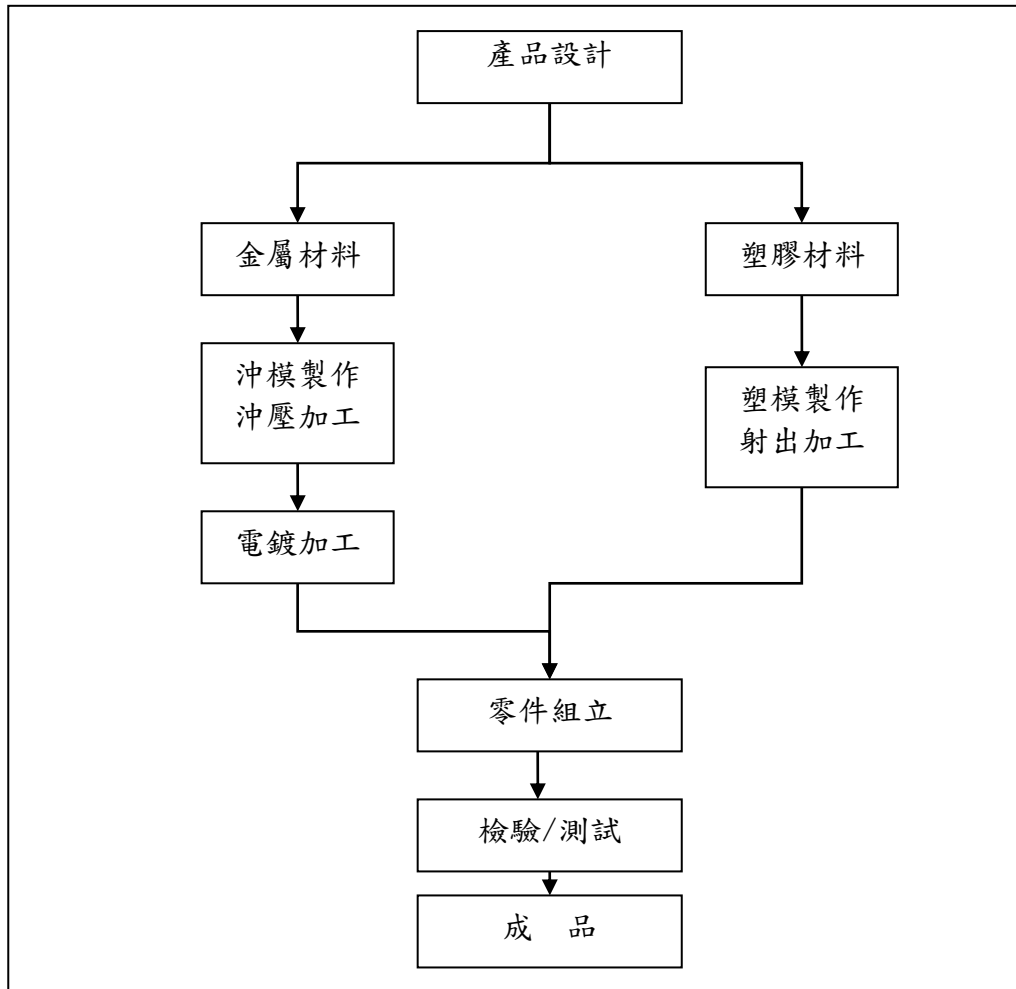 產品設計
金屬材料
塑膠材料
沖模製作
沖壓加工
塑模製作
射出加工
電鍍加工
零件組立
檢驗/測試
成　品